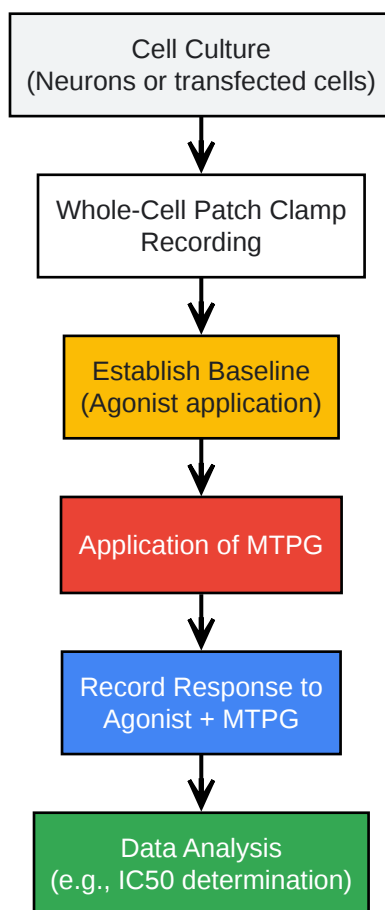 Cell Culture
(Neurons or transfected cells)
Whole-Cell Patch Clamp
Recording
Establish Baseline
(Agonist application)
Application of MTPG
Record Response to
Agonist + MTPG
Data Analysis
(e.g., IC50 determination)